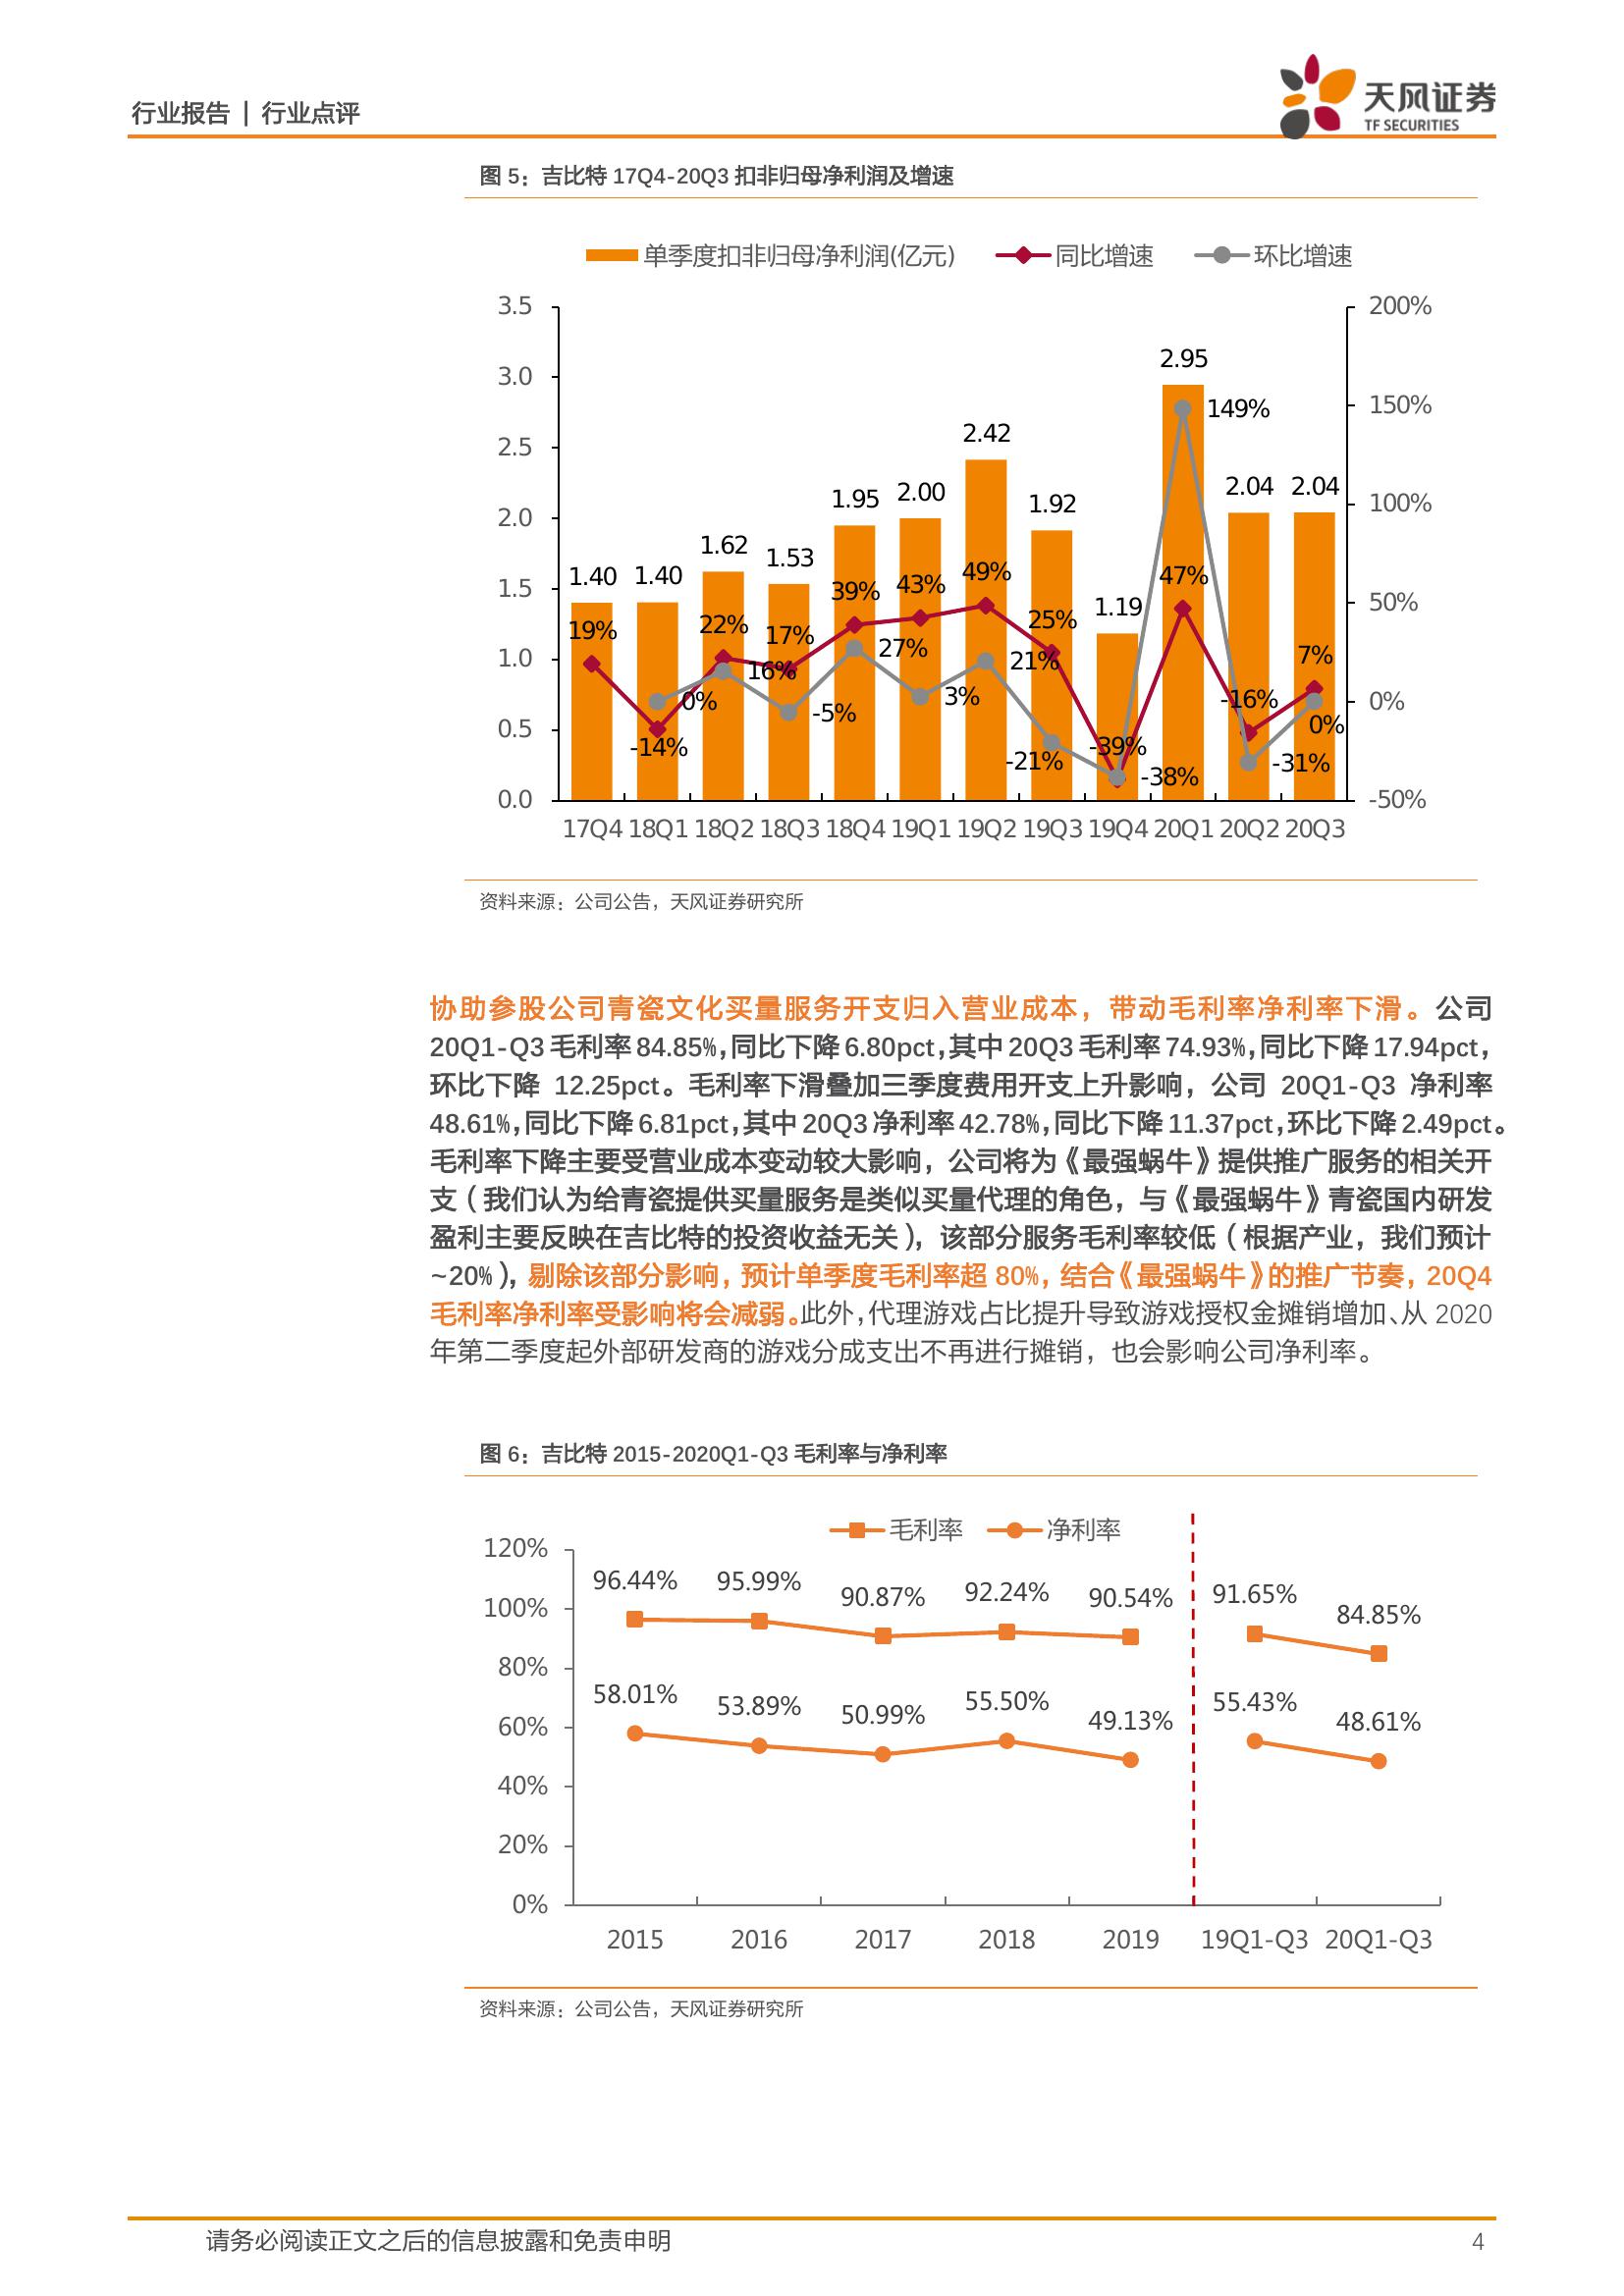 行业报告 | 行业点评
天风证券
TF SECURITIES
图 5：吉比特 17Q4-20Q3 扣非归母净利润及增速
单季度扣非归母净利润(亿元) 同比增速 环比增速
3.5 200%
3.0 150%
2.5 100%
2.0 50%
1.5 0%
1.0 -50%
0.5
0.0
1.40 1.40 1.62 1.53 1.95 2.00 2.42 1.92 1.19 2.95 2.04 2.04
19% -14% 22% 17% 39% 43% 49% 25% -39% 47% -16% 7%
0% 16% -5% 27% 3% 21% -21% -38% 149% -31% 0%
17Q4 18Q1 18Q2 18Q3 18Q4 19Q1 19Q2 19Q3 19Q4 20Q1 20Q2 20Q3
资料来源：公司公告，天风证券研究所
协助参股公司青瓷文化买量服务开支归入营业成本，带动毛利率净利率下滑。公司
20Q1-Q3 毛利率 84.85%，同比下降 6.80pct，其中 20Q3 毛利率 74.93%，同比下降 17.94pct，
环比下降 12.25pct。毛利率下滑叠加三季度费用开支上升影响，公司 20Q1-Q3 净利率
48.61%，同比下降 6.81pct，其中 20Q3 净利率 42.78%，同比下降 11.37pct，环比下降 2.49pct。
毛利率下降主要受营业成本变动较大影响，公司将为《最强蜗牛》提供推广服务的相关开
支（我们认为给青瓷提供买量服务是类似买量代理的角色，与《最强蜗牛》青瓷国内研发
盈利主要反映在吉比特的投资收益无关），该部分服务毛利率较低（根据产业，我们预计
~20%），剔除该部分影响，预计单季度毛利率超 80%，结合《最强蜗牛》的推广节奏，20Q4
毛利率净利率受影响将会减弱。此外，代理游戏占比提升导致游戏授权金摊销增加、从 2020
年第二季度起外部研发商的游戏分成支出不再进行摊销，也会影响公司净利率。
图 6：吉比特 2015-2020Q1-Q3 毛利率与净利率
毛利率 净利率
120%
100%
80%
60%
40%
20%
0%
96.44% 95.99% 90.87% 92.24% 90.54% 91.65% 84.85%
58.01% 53.89% 50.99% 55.50% 49.13% 55.43% 48.61%
2015 2016 2017 2018 2019 19Q1-Q3 20Q1-Q3
资料来源：公司公告，天风证券研究所
请务必阅读正文之后的信息披露和免责申明 4